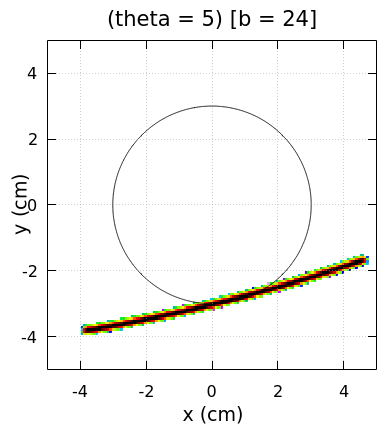 (theta = 5) [b = 24]
4
2
0
-2
-4
y (cm)
-4 -2 0 2 4
x (cm)